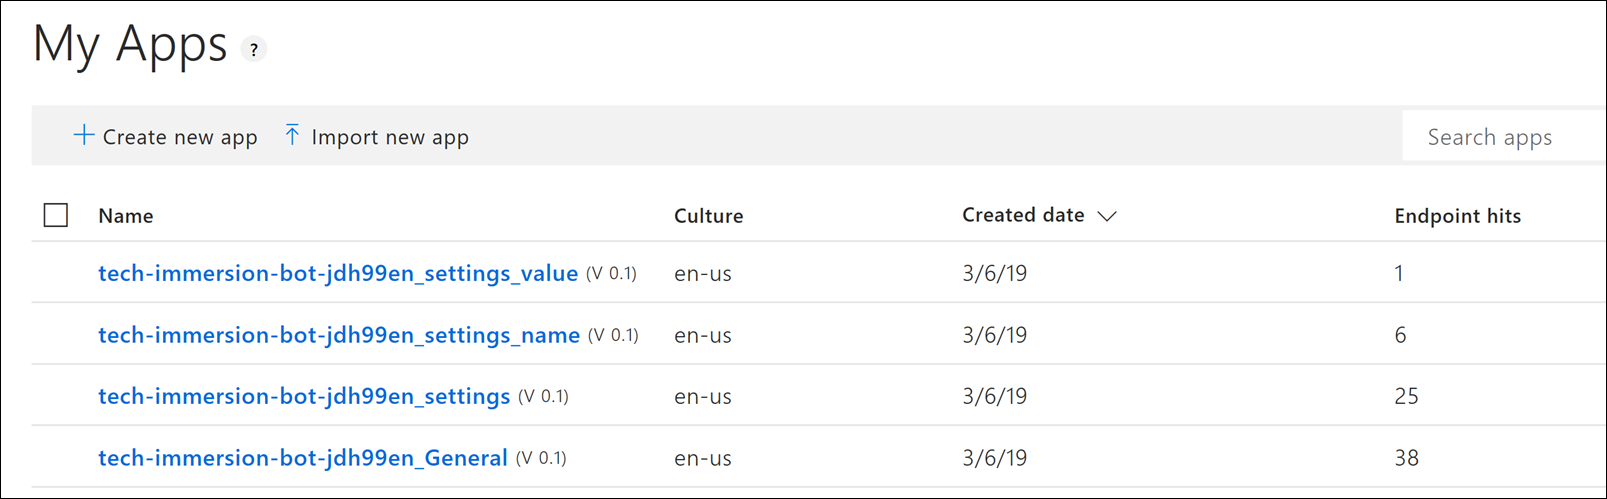 My Apps ?
Create new app Import new app Search apps
Name Culture Created date Endpoint hits
tech-immersion-bot-jdh99en_settings_value (V 0.1) en-us 3/6/19 1
tech-immersion-bot-jdh99en_settings_name (V 0.1) en-us 3/6/19 6
tech-immersion-bot-jdh99en_settings (V 0.1) en-us 3/6/19 25
tech-immersion-bot-jdh99en_General (V 0.1) en-us 3/6/19 38